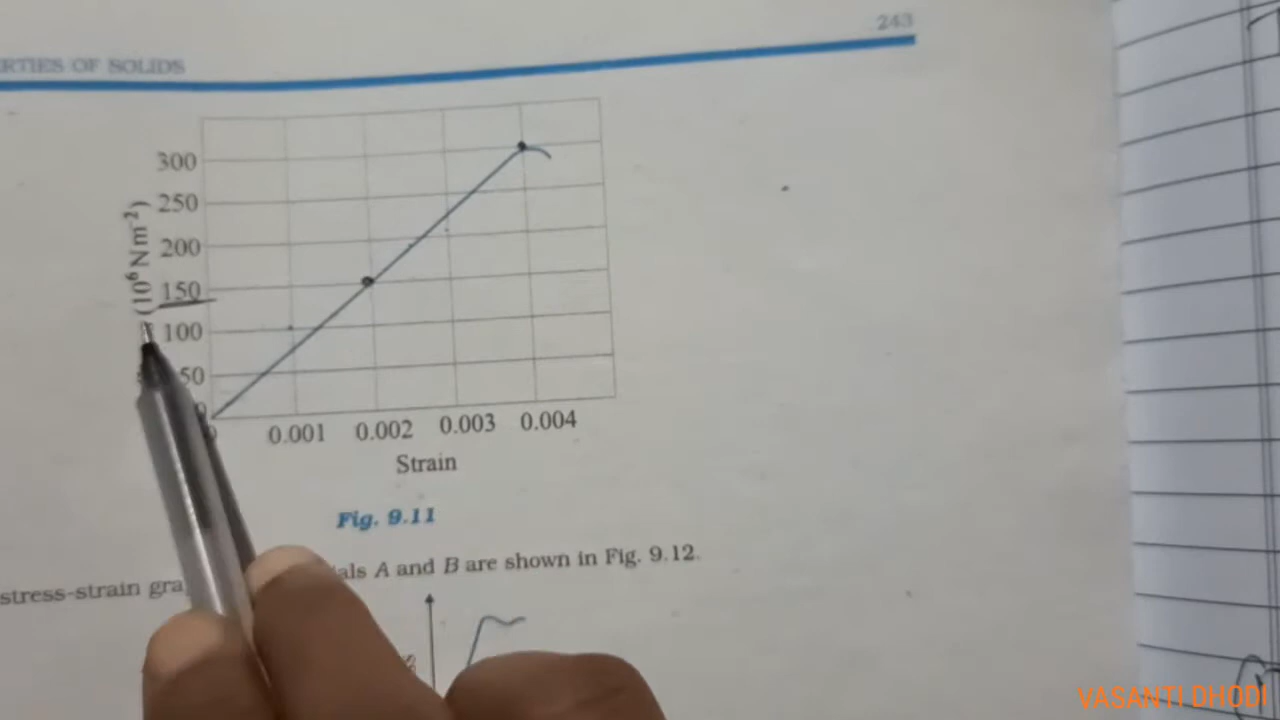 243
RTIES OF SOLIDS
300
250
200
150
100
50
(10⁶ N m⁻²)
0.001 0.002 0.003 0.004
Strain
Fig. 9.11
stress-strain gra als A and B are shown in Fig. 9.12.
VASANTI DHODI